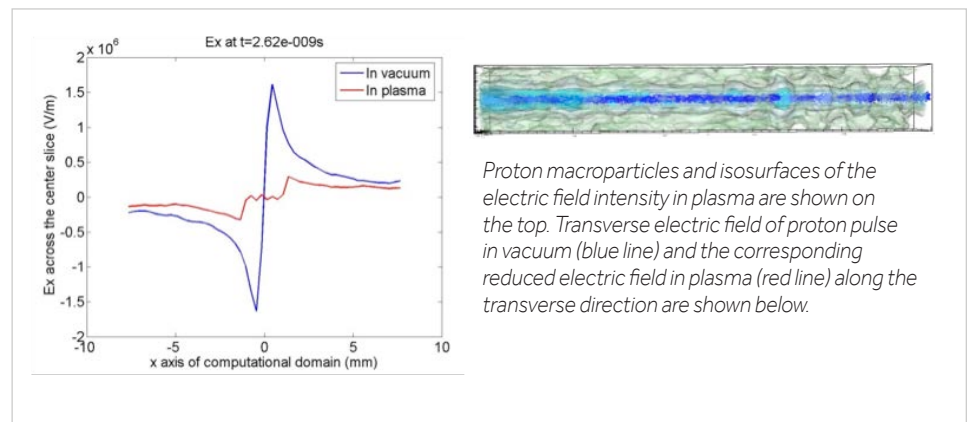 Ex at t=2.62e-009s
x 10^6
2
1.5
1
0.5
0
-0.5
-1
-1.5
-2
Ex across the center slice (V/m)
-10
-5
0
5
10
x axis of computational domain (mm)
In vacuum
In plasma
Proton macroparticles and isosurfaces of the
electric field intensity in plasma are shown on
the top. Transverse electric field of proton pulse
in vacuum (blue line) and the corresponding
reduced electric field in plasma (red line) along the
transverse direction are shown below.